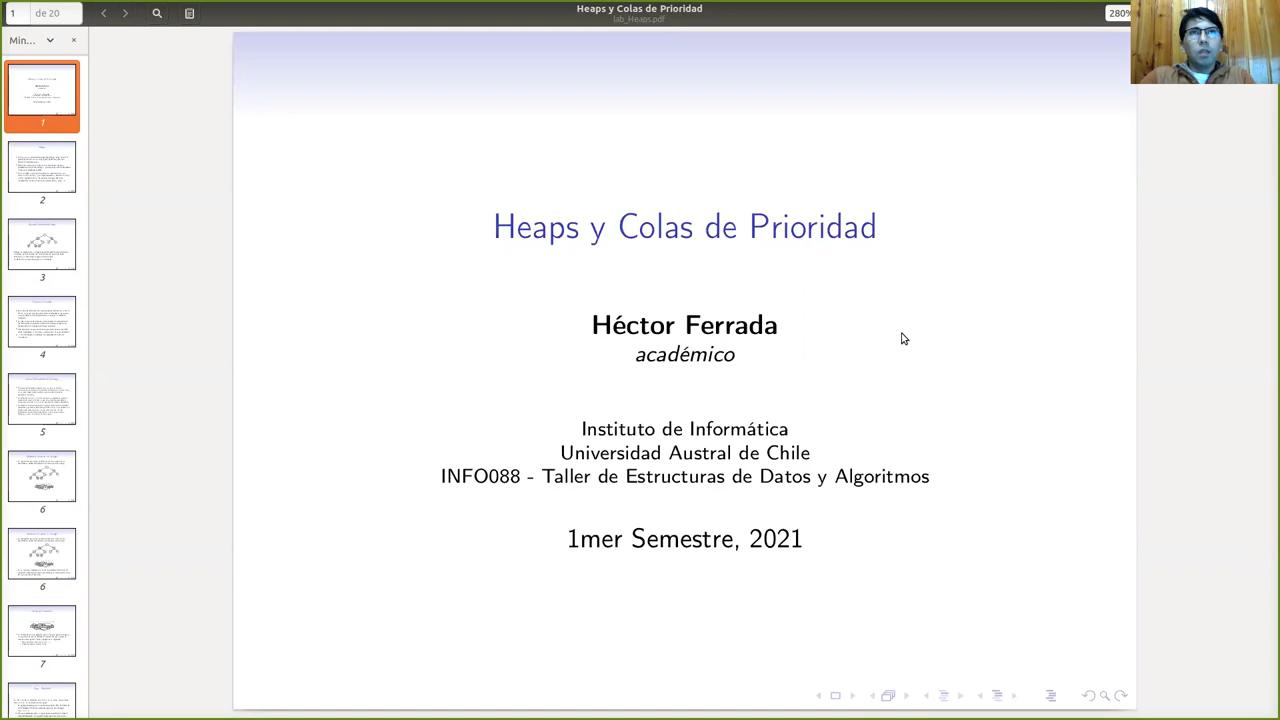 1 de 20
Heaps y Colas de Prioridad
lab_Heaps.pdf
280%
Min...
1
2
3
4
5
6
6
7
Heaps y Colas de Prioridad
Héctor Ferrada
académico
Instituto de Informática
Universidad Austral de Chile
INFO088 - Taller de Estructuras de Datos y Algoritmos
1mer Semestre, 2021